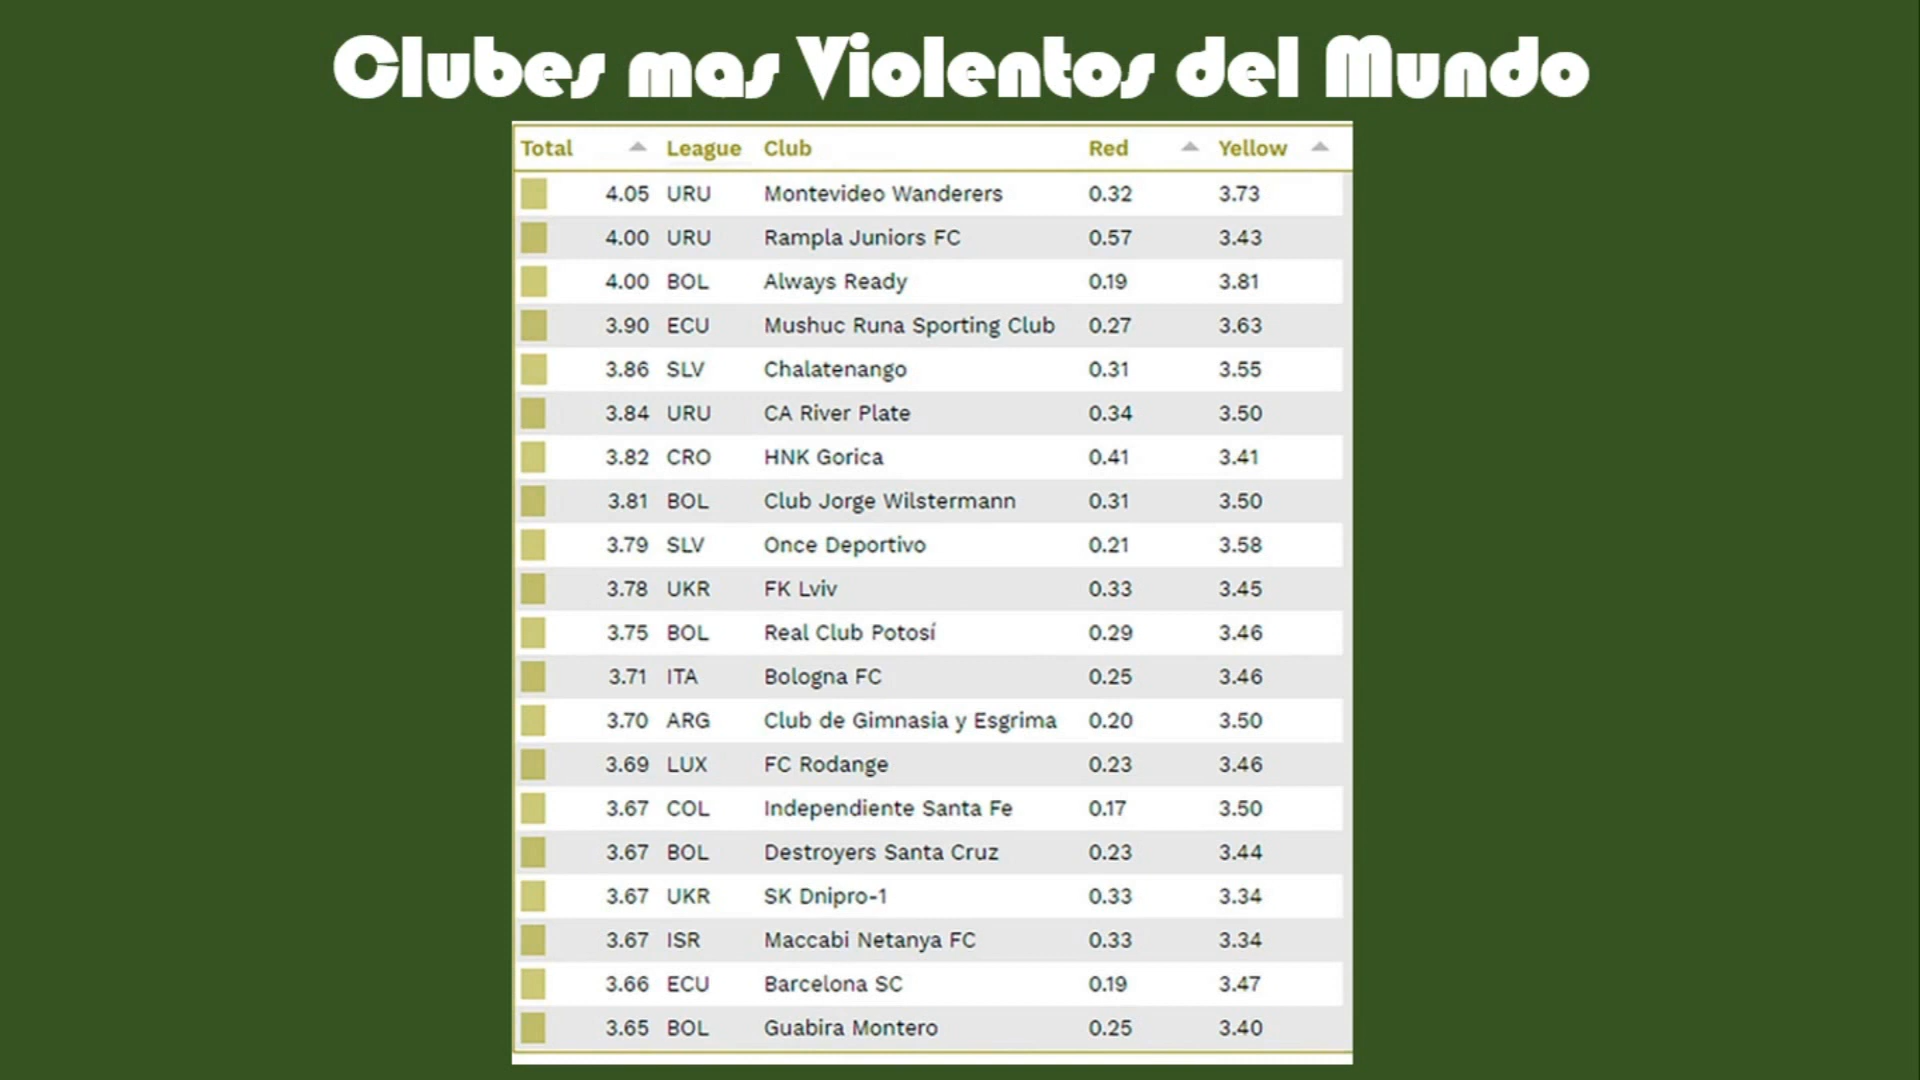 Clubes mas Violentos del Mundo
Total League Club Red Yellow
4.05 URU Montevideo Wanderers 0.32 3.73
4.00 URU Rampla Juniors FC 0.57 3.43
4.00 BOL Always Ready 0.19 3.81
3.90 ECU Mushuc Runa Sporting Club 0.27 3.63
3.86 SLV Chalatenango 0.31 3.55
3.84 URU CA River Plate 0.34 3.50
3.82 CRO HNK Gorica 0.41 3.41
3.81 BOL Club Jorge Wilstermann 0.31 3.50
3.79 SLV Once Deportivo 0.21 3.58
3.78 UKR FK Lviv 0.33 3.45
3.75 BOL Real Club Potosí 0.29 3.46
3.71 ITA Bologna FC 0.25 3.46
3.70 ARG Club de Gimnasia y Esgrima 0.20 3.50
3.69 LUX FC Rodange 0.23 3.46
3.67 COL Independiente Santa Fe 0.17 3.50
3.67 BOL Destroyers Santa Cruz 0.23 3.44
3.67 UKR SK Dnipro-1 0.33 3.34
3.67 ISR Maccabi Netanya FC 0.33 3.34
3.66 ECU Barcelona SC 0.19 3.47
3.65 BOL Guabira Montero 0.25 3.40